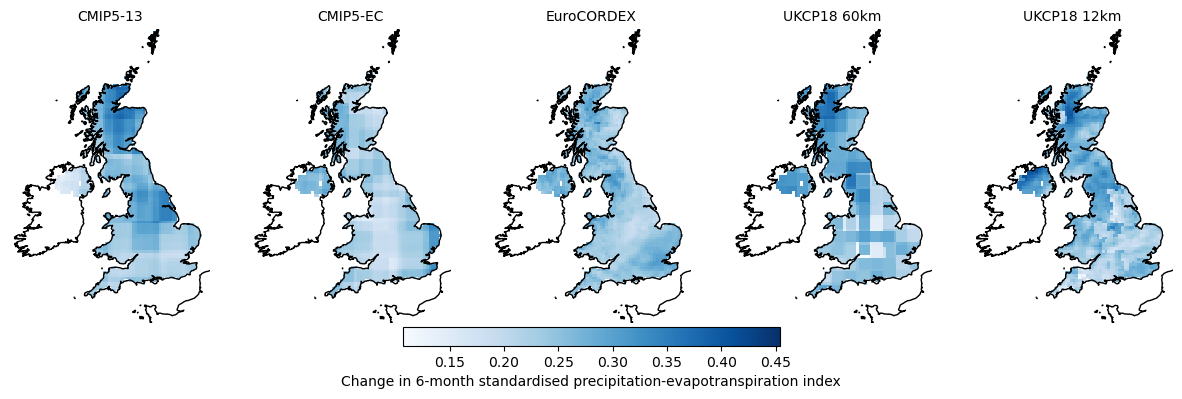 CMIP5-13 CMIP5-EC EuroCORDEX UKCP18 60km UKCP18 12km
0.15 0.20 0.25 0.30 0.35 0.40 0.45
Change in 6-month standardised precipitation-evapotranspiration index